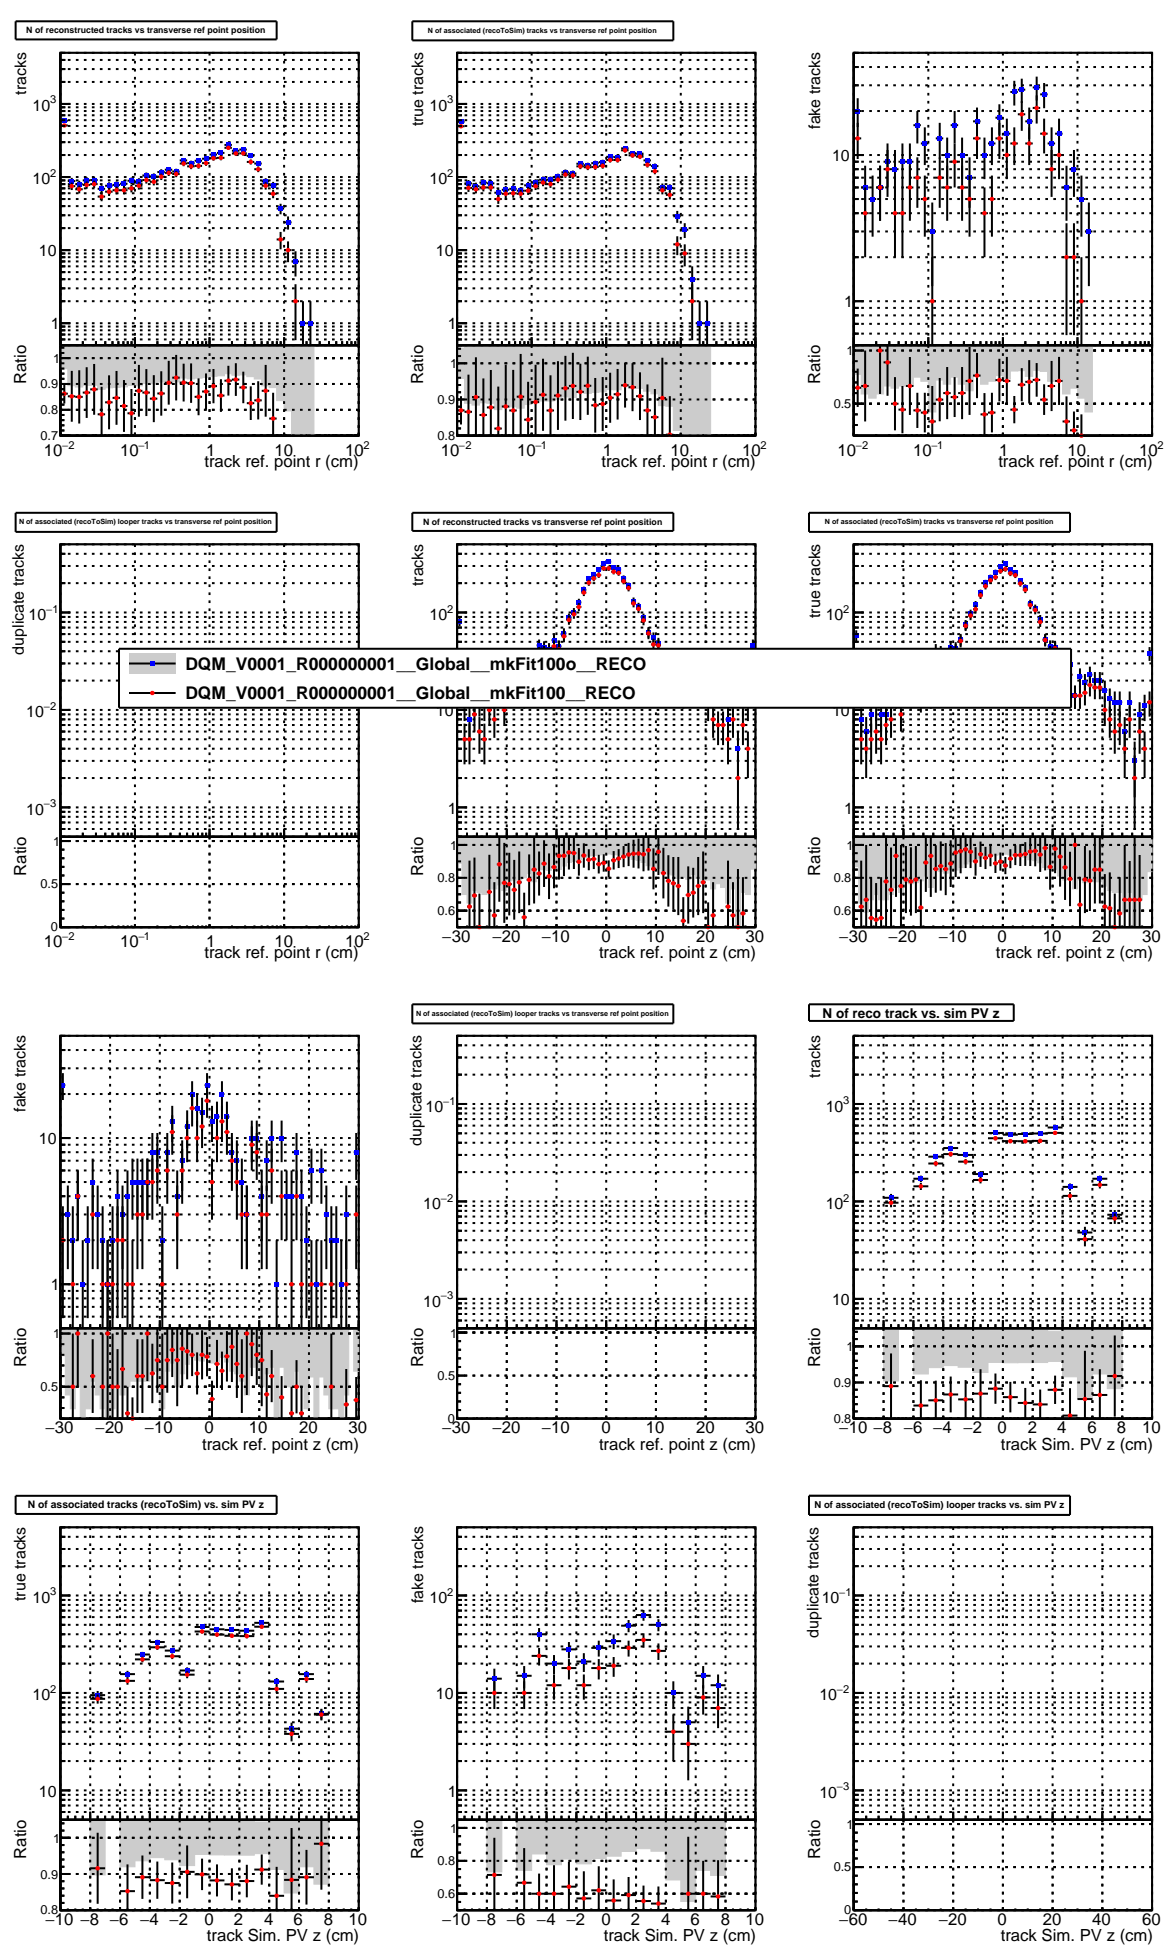 N of reconstructed tracks vs transverse ref point position
tracks
10³
10²
10
1
Ratio
1
0.9
0.8
0.7
10⁻² 10⁻¹ 1 10 10²
track ref. point r (cm)
N of associated (recoToSim) tracks vs transverse ref point position
true tracks
10³
10²
10
1
Ratio
1
0.9
0.8
10⁻² 10⁻¹ 1 10 10²
track ref. point r (cm)
fake tracks
10
1
Ratio
1
0.5
10⁻² 10⁻¹ 1 10 10²
track ref. point r (cm)
N of associated (recoToSim) looper tracks vs transverse ref point position
duplicate tracks
10⁻¹
10⁻²
10⁻³
Ratio
1
0.5
0
10⁻² 10⁻¹ 1 10 10²
track ref. point r (cm)
N of reconstructed tracks vs transverse ref point position
tracks
10²
10
1
Ratio
1
0.8
0.6
−30 −20 −10 0 10 20 30
track ref. point z (cm)
N of associated (recoToSim) tracks vs transverse ref point position
true tracks
10²
10
1
Ratio
1
0.8
0.6
−30 −20 −10 0 10 20 30
track ref. point z (cm)
DQM_V0001_R000000001__Global__mkFit100o__RECO
DQM_V0001_R000000001__Global__mkFit100__RECO
fake tracks
10
1
Ratio
1
0.5
−30 −20 −10 0 10 20 30
track ref. point z (cm)
N of associated (recoToSim) looper tracks vs transverse ref point position
duplicate tracks
10⁻¹
10⁻²
10⁻³
Ratio
1
0.5
0
−30 −20 −10 0 10 20 30
track ref. point z (cm)
N of reco track vs. sim PV z
tracks
10³
10²
10
Ratio
1
0.9
0.8
−10 −8 −6 −4 −2 0 2 4 6 8 10
track Sim. PV z (cm)
N of associated tracks (recoToSim) vs. sim PV z
true tracks
10³
10²
10
Ratio
1
0.9
0.8
−10 −8 −6 −4 −2 0 2 4 6 8 10
track Sim. PV z (cm)
fake tracks
10²
10
1
Ratio
1
0.8
0.6
−10 −8 −6 −4 −2 0 2 4 6 8 10
track Sim. PV z (cm)
N of associated (recoToSim) looper tracks vs. sim PV z
duplicate tracks
10⁻¹
10⁻²
10⁻³
Ratio
1
0.5
0
−60 −40 −20 0 20 40 60
track Sim. PV z (cm)